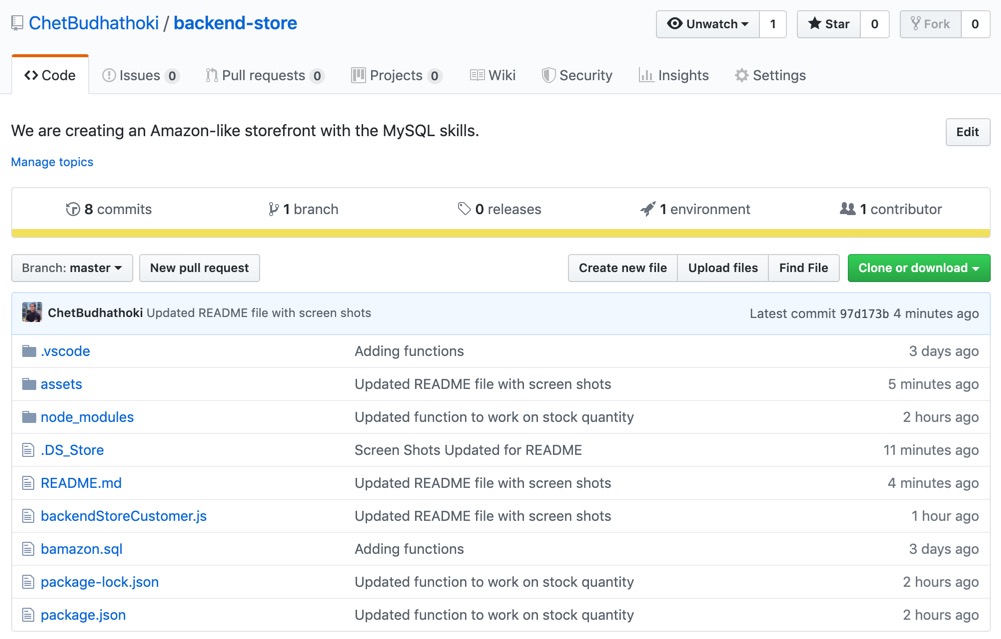 ChetBudhathoki / backend-store Unwatch 1 Star 0 Fork 0
Code Issues 0 Pull requests 0 Projects 0 Wiki Security Insights Settings
We are creating an Amazon-like storefront with the MySQL skills. Edit
Manage topics
8 commits 1 branch 0 releases 1 environment 1 contributor
Branch: master New pull request Create new file Upload files Find File Clone or download
ChetBudhathoki Updated README file with screen shots Latest commit 97d173b 4 minutes ago
.vscode Adding functions 3 days ago
assets Updated README file with screen shots 5 minutes ago
node_modules Updated function to work on stock quantity 2 hours ago
.DS_Store Screen Shots Updated for README 11 minutes ago
README.md Updated README file with screen shots 4 minutes ago
backendStoreCustomer.js Updated README file with screen shots 1 hour ago
bamazon.sql Adding functions 3 days ago
package-lock.json Updated function to work on stock quantity 2 hours ago
package.json Updated function to work on stock quantity 2 hours ago